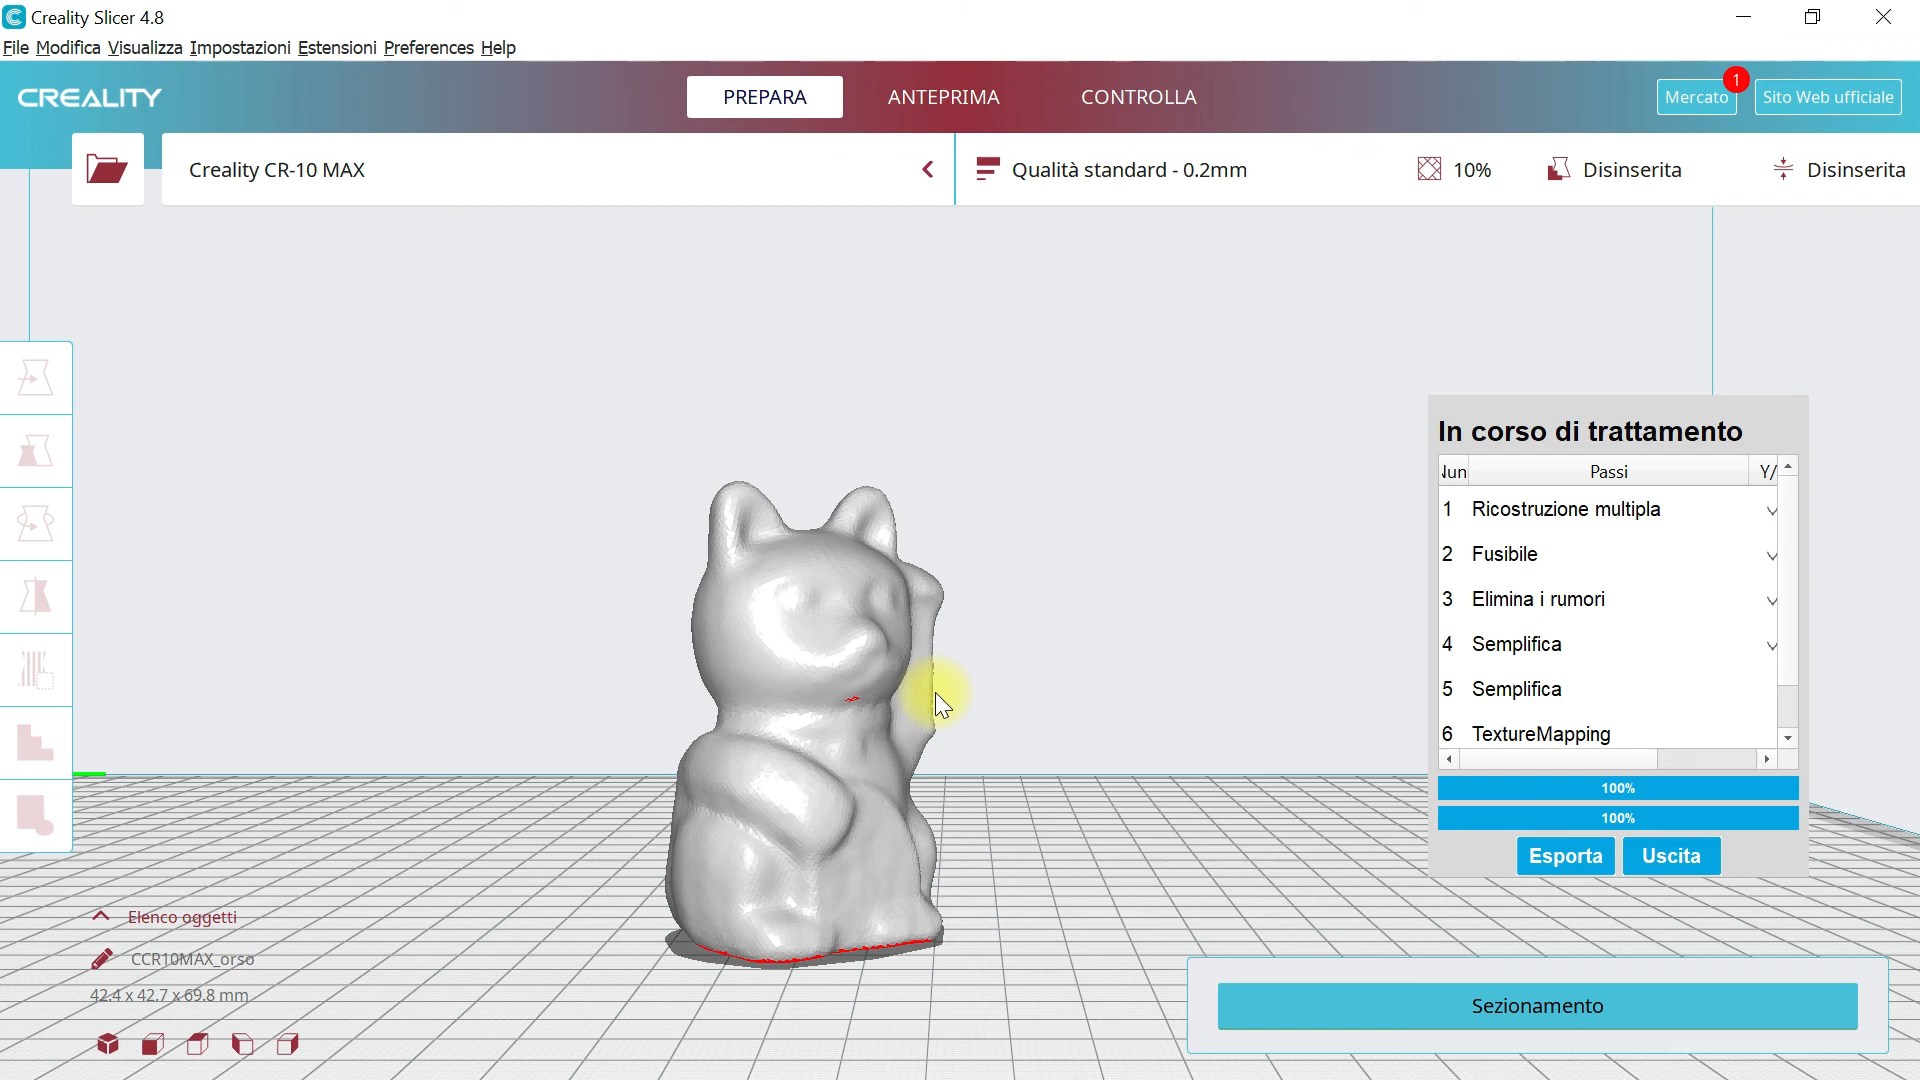 Creality Slicer 4.8
File Modifica Visualizza Impostazioni Estensioni Preferences Help
CREALITY
PREPARA
ANTEPRIMA
CONTROLLA
Mercato
1
Sito Web ufficiale
Creality CR-10 MAX
Qualità standard - 0.2mm
10%
Disinserita
Disinserita
In corso di trattamento
Passi
Y/
1 Ricostruzione multipla
2 Fusibile
3 Elimina i rumori
4 Semplifica
5 Semplifica
6 TextureMapping
100%
100%
Esporta
Uscita
Elenco oggetti
CCR10MAX_orso
42.4 x 42.7 x 69.8 mm
Sezionamento